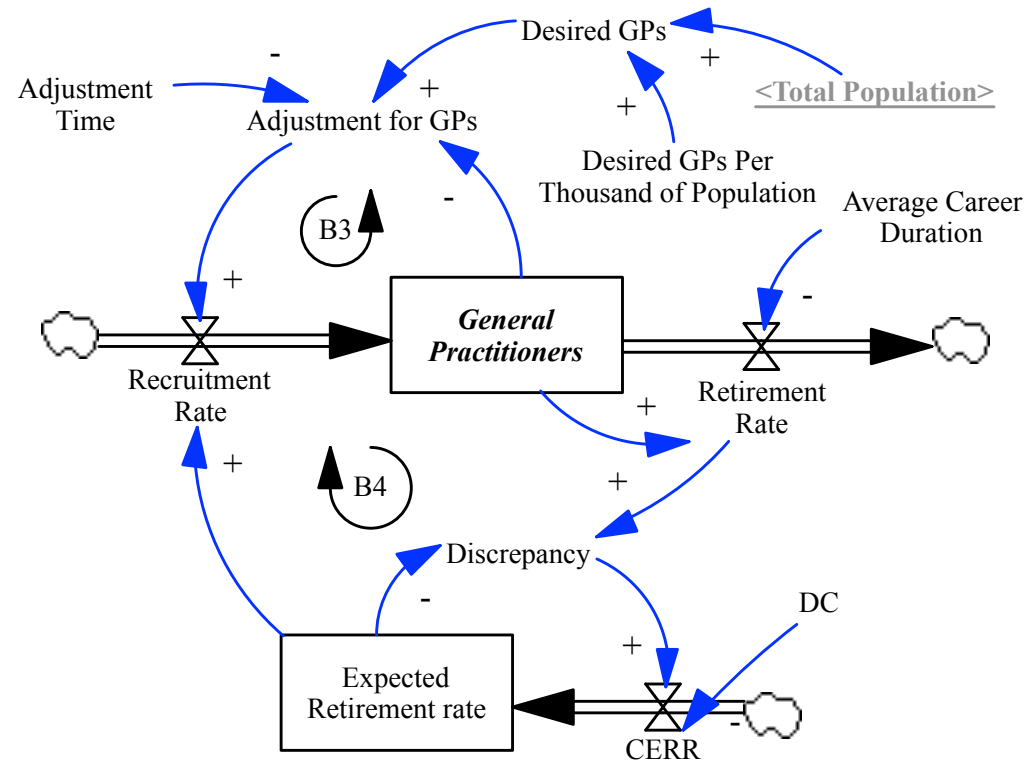 Desired GPs
-
+
+
<Total Population>
Adjustment
Time
Adjustment for GPs
+
Desired GPs Per
Thousand of Population
-
Average Career
Duration
B3
+
-
General
Practitioners
Recruitment
Rate
Retirement
Rate
+
+
B4
+
Discrepancy
-
DC
+
Expected
Retirement rate
-
CERR